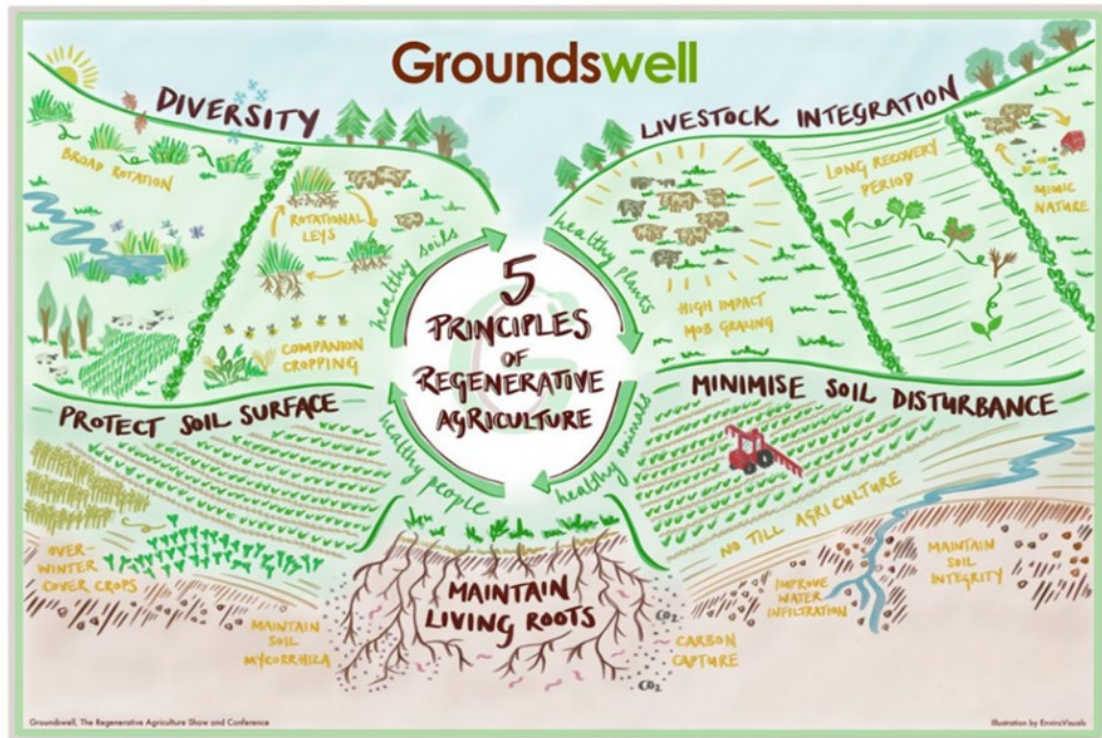 Groundswell
DIVERSITY
BROAD ROTATION
ROTATIONAL
LEYS
COMPANION
CROPPING
LIVESTOCK INTEGRATION
HIGH IMPACT
MOB GRAZING
LONG RECOVERY
PERIOD
MIMIC
NATURE
healthy soils
healthy plants
healthy animals
healthy people
5
PRINCIPLES
OF
REGENERATIVE
AGRICULTURE
PROTECT SOIL SURFACE
OVER-
WINTER
COVER CROPS
MAINTAIN
SOIL
MYCORRHIZA
MAINTAIN
LIVING ROOTS
CO2
CO2
CARBON
CAPTURE
MINIMISE SOIL DISTURBANCE
NO TILL AGRICULTURE
IMPROVE
WATER
INFILTRATION
MAINTAIN
SOIL
INTEGRITY
Groundswell, The Regenerative Agriculture Show and Conference
Illustration by EnviroVisuals